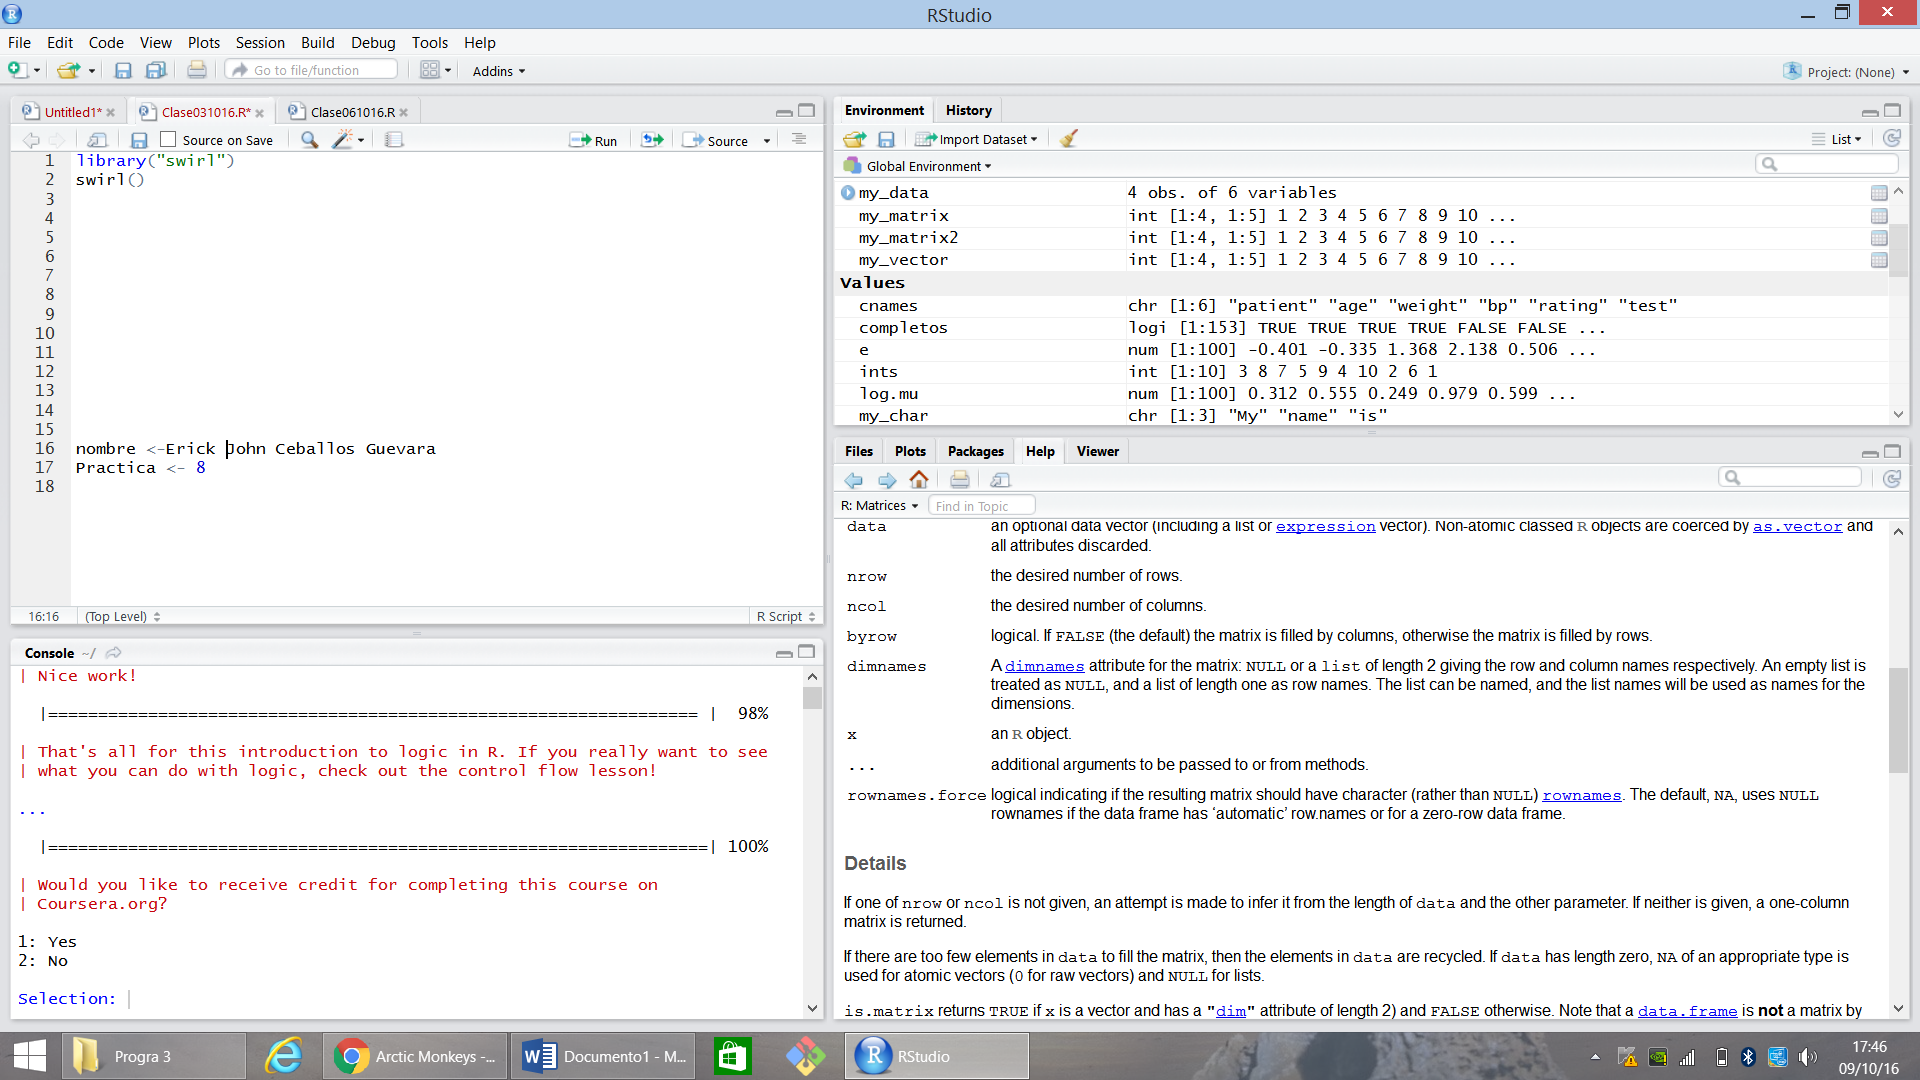 RStudio
File Edit Code View Plots Session Build Debug Tools Help
Go to file/function Addins Project: (None)
Untitled1* Clase031016.R* Clase061016.R
Source on Save Run Source
1 library("swirl")
2 swirl()
3
4
5
6
7
8
9
10
11
12
13
14
15
16 nombre <-Erick John Ceballos Guevara
17 Practica <- 8
18
16:16 (Top Level) R Script
Console ~/
| Nice work!
|================================================================= | 98%
| That's all for this introduction to logic in R. If you really want to see
| what you can do with logic, check out the control flow lesson!
...
|==================================================================| 100%
| Would you like to receive credit for completing this course on
| Coursera.org?
1: Yes
2: No
Selection:
Environment History
Import Dataset List
Global Environment
my_data 4 obs. of 6 variables
my_matrix int [1:4, 1:5] 1 2 3 4 5 6 7 8 9 10 ...
my_matrix2 int [1:4, 1:5] 1 2 3 4 5 6 7 8 9 10 ...
my_vector int [1:4, 1:5] 1 2 3 4 5 6 7 8 9 10 ...
Values
cnames chr [1:6] "patient" "age" "weight" "bp" "rating" "test"
completos logi [1:153] TRUE TRUE TRUE TRUE FALSE FALSE ...
e num [1:100] -0.401 -0.335 1.368 2.138 0.506 ...
ints int [1:10] 3 8 7 5 9 4 10 2 6 1
log.mu num [1:100] 0.312 0.555 0.249 0.979 0.599 ...
my_char chr [1:3] "My" "name" "is"
Files Plots Packages Help Viewer
R: Matrices Find in Topic
data an optional data vector (including a list or expression vector). Non-atomic classed R objects are coerced by as.vector and
all attributes discarded.
nrow the desired number of rows.
ncol the desired number of columns.
byrow logical. If FALSE (the default) the matrix is filled by columns, otherwise the matrix is filled by rows.
dimnames A dimnames attribute for the matrix: NULL or a list of length 2 giving the row and column names respectively. An empty list is
treated as NULL, and a list of length one as row names. The list can be named, and the list names will be used as names for the
dimensions.
x an R object.
... additional arguments to be passed to or from methods.
rownames.force logical indicating if the resulting matrix should have character (rather than NULL) rownames. The default, NA, uses NULL
rownames if the data frame has ‘automatic’ row.names or for a zero-row data frame.
Details
If one of nrow or ncol is not given, an attempt is made to infer it from the length of data and the other parameter. If neither is given, a one-column
matrix is returned.
If there are too few elements in data to fill the matrix, then the elements in data are recycled. If data has length zero, NA of an appropriate type is
used for atomic vectors (0 for raw vectors) and NULL for lists.
is.matrix returns TRUE if x is a vector and has a "dim" attribute of length 2) and FALSE otherwise. Note that a data.frame is not a matrix by
Progra 3 Arctic Monkeys -... Documento1 - M... RStudio
17:46
09/10/16